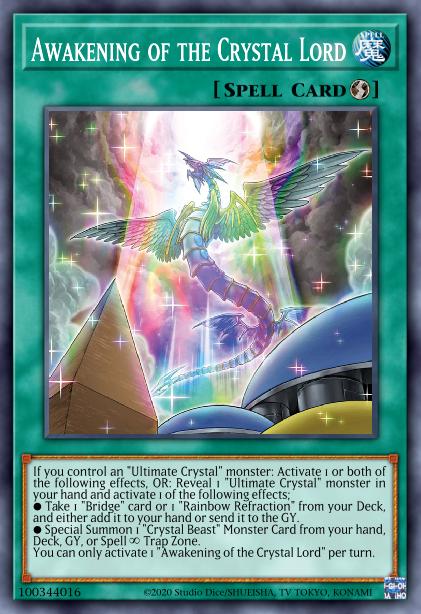 AWAKENING OF THE CRYSTAL LORD
SPELL
魔
[SPELL CARD]
If you control an "Ultimate Crystal" monster: Activate 1 or both of
the following effects, OR: Reveal 1 "Ultimate Crystal" monster in
your hand and activate 1 of the following effects;
● Take 1 "Bridge" card or 1 "Rainbow Refraction" from your Deck,
and either add it to your hand or send it to the GY.
● Special Summon 1 "Crystal Beast" Monster Card from your hand,
Deck, GY, or Spell ∞ Trap Zone.
You can only activate 1 "Awakening of the Crystal Lord" per turn.
100344016
©2020 Studio Dice/SHUEISHA, TV TOKYO, KONAMI